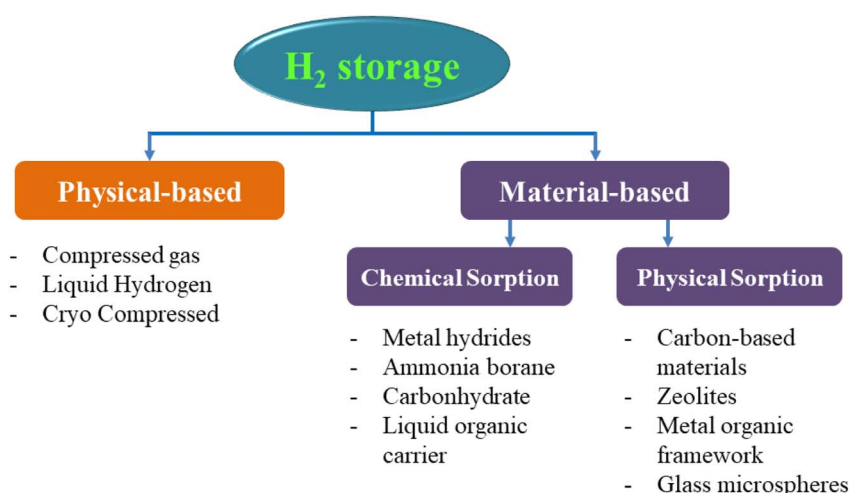 H₂ storage
Physical-based
Material-based
- Compressed gas
- Liquid Hydrogen
- Cryo Compressed
Chemical Sorption
- Metal hydrides
- Ammonia borane
- Carbonhydrate
- Liquid organic
carrier
Physical Sorption
- Carbon-based
materials
- Zeolites
- Metal organic
framework
- Glass microspheres